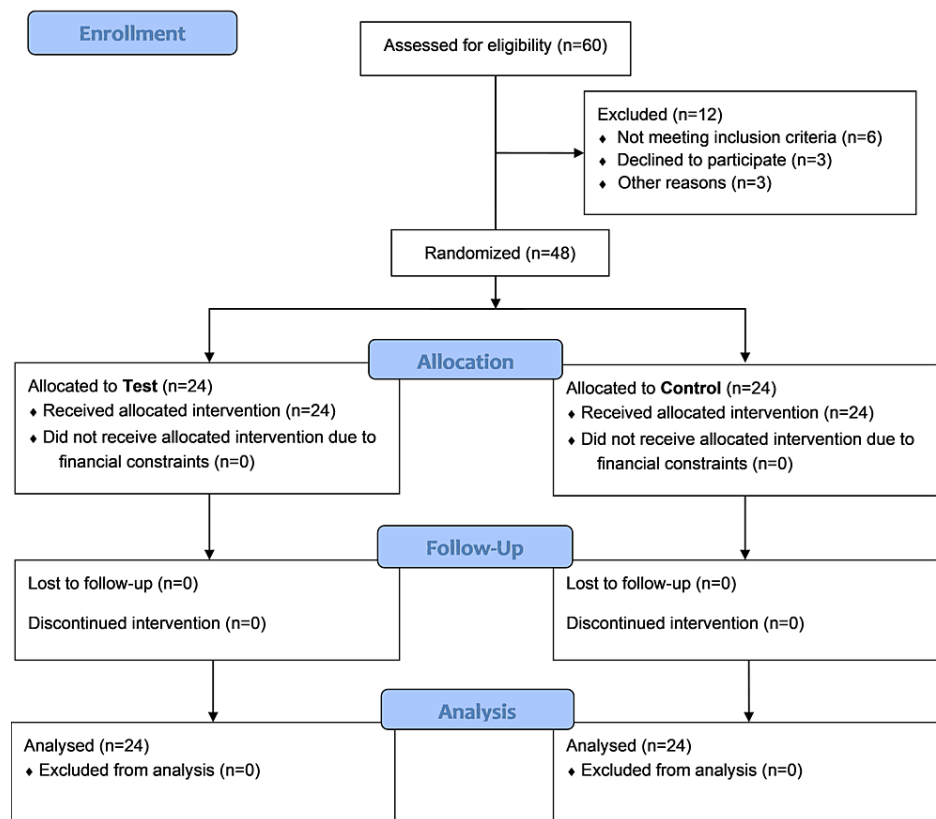 Enrollment
Assessed for eligibility (n=60)
Excluded (n=12)
♦ Not meeting inclusion criteria (n=6)
♦ Declined to participate (n=3)
♦ Other reasons (n=3)
Randomized (n=48)
Allocation
Allocated to Test (n=24)
♦ Received allocated intervention (n=24)
♦ Did not receive allocated intervention due to
financial constraints (n=0)
Allocated to Control (n=24)
♦ Received allocated intervention (n=24)
♦ Did not receive allocated intervention due to
financial constraints (n=0)
Follow-Up
Lost to follow-up (n=0)
Discontinued intervention (n=0)
Lost to follow-up (n=0)
Discontinued intervention (n=0)
Analysis
Analysed (n=24)
♦ Excluded from analysis (n=0)
Analysed (n=24)
♦ Excluded from analysis (n=0)